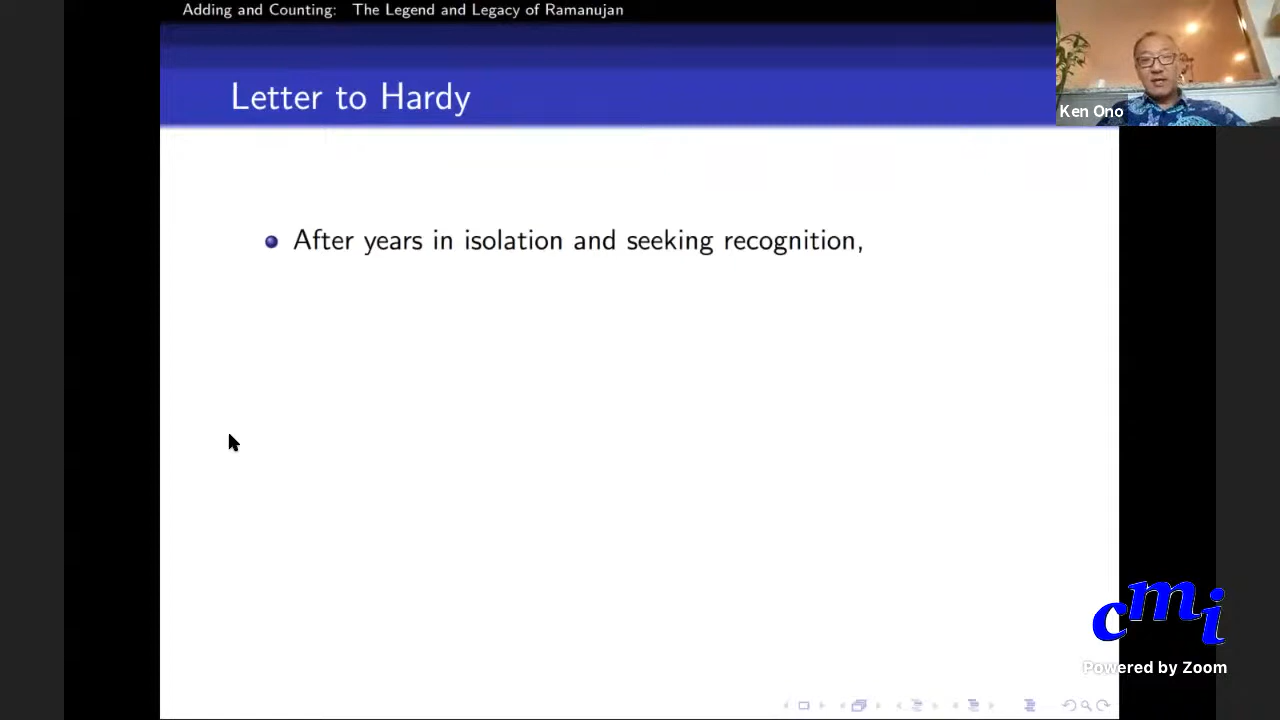 Adding and Counting: The Legend and Legacy of Ramanujan
Letter to Hardy
Ken Ono
After years in isolation and seeking recognition,
cmi
Powered by Zoom